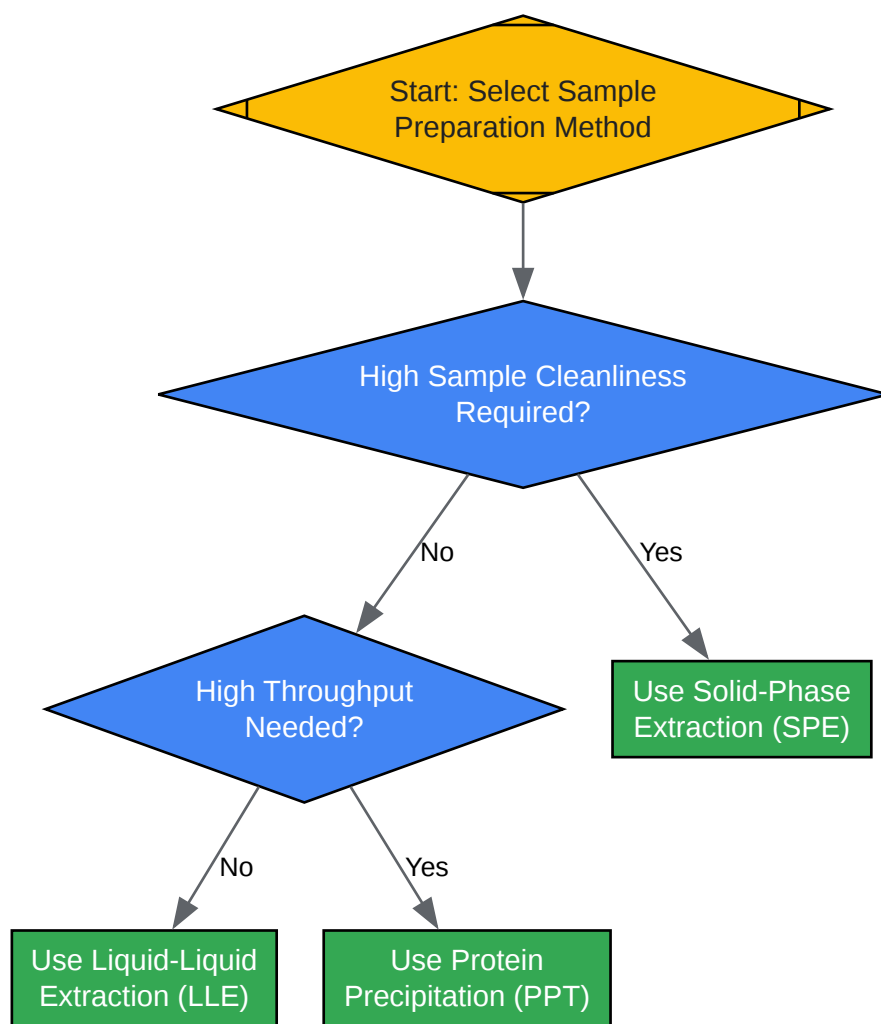 Start: Select Sample
Preparation Method
High Sample Cleanliness
Required?
No
Yes
High Throughput
Needed?
Use Solid-Phase
Extraction (SPE)
No
Yes
Use Liquid-Liquid
Extraction (LLE)
Use Protein
Precipitation (PPT)